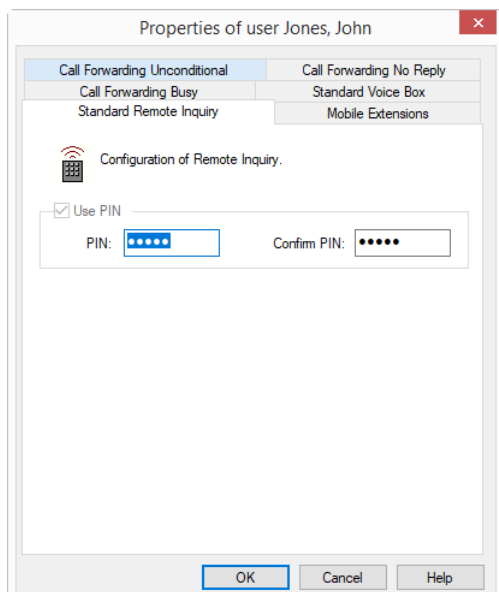 Properties of user Jones, John
Call Forwarding Unconditional Call Forwarding No Reply
Call Forwarding Busy Standard Voice Box
Standard Remote Inquiry Mobile Extensions
Configuration of Remote Inquiry.
Use PIN
PIN: ●●●●● Confirm PIN: ●●●●●
OK Cancel Help